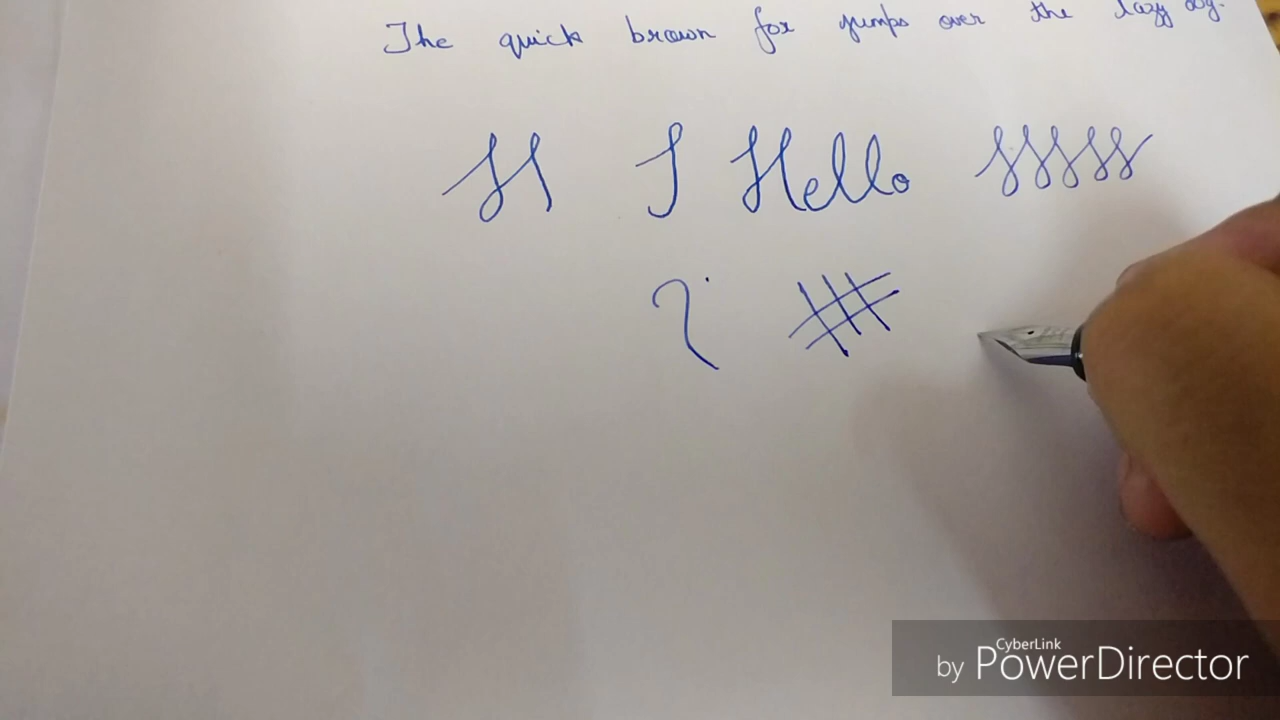 The quick brown fox jumps over the lazy dog.
H I Hello
by CyberLink PowerDirector